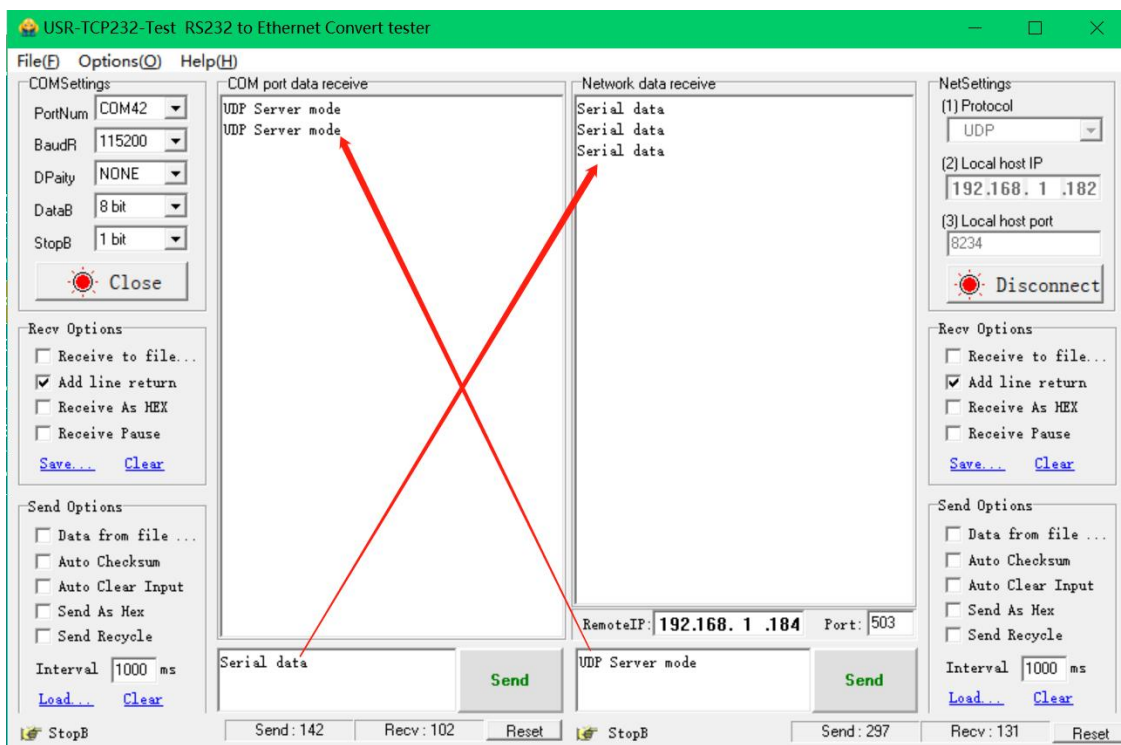 USR-TCP232-Test RS232 to Ethernet Convert tester
File(F) Options(O) Help(H)
COMSettings
PortNum COM42
BaudR 115200
DPaity NONE
DataB 8 bit
StopB 1 bit
Close
Recv Options
Receive to file...
Add line return
Receive As HEX
Receive Pause
Save... Clear
Send Options
Data from file ...
Auto Checksum
Auto Clear Input
Send As Hex
Send Recycle
Interval 1000 ms
Load... Clear
COM port data receive
UDP Server mode
UDP Server mode
Serial data
Send
Network data receive
Serial data
Serial data
Serial data
RemoteIP: 192.168. 1 .184 Port: 503
UDP Server mode
Send
NetSettings
(1) Protocol
UDP
(2) Local host IP
192.168. 1 .182
(3) Local host port
8234
Disconnect
Recv Options
Receive to file...
Add line return
Receive As HEX
Receive Pause
Save... Clear
Send Options
Data from file ...
Auto Checksum
Auto Clear Input
Send As Hex
Send Recycle
Interval 1000 ms
Load... Clear
StopB Send : 142 Recv : 102 Reset
StopB Send : 297 Recv : 131 Reset